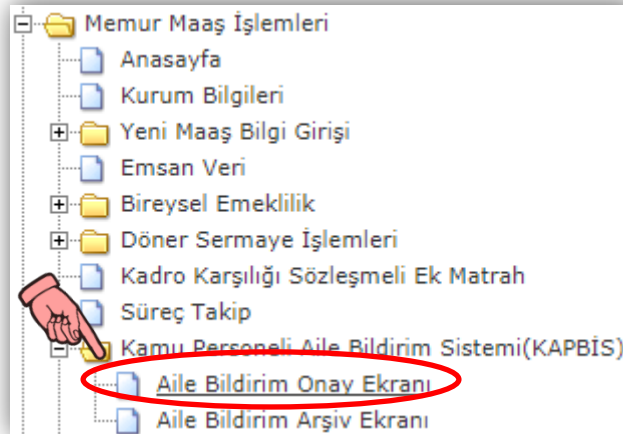 Memur Maaş İşlemleri
Anasayfa
Kurum Bilgileri
Yeni Maaş Bilgi Girişi
Emsan Veri
Bireysel Emeklilik
Döner Sermaye İşlemleri
Kadro Karşılığı Sözleşmeli Ek Matrah
Süreç Takip
Kamu Personeli Aile Bildirim Sistemi(KAPBİS)
Aile Bildirim Onay Ekranı
Aile Bildirim Arşiv Ekranı